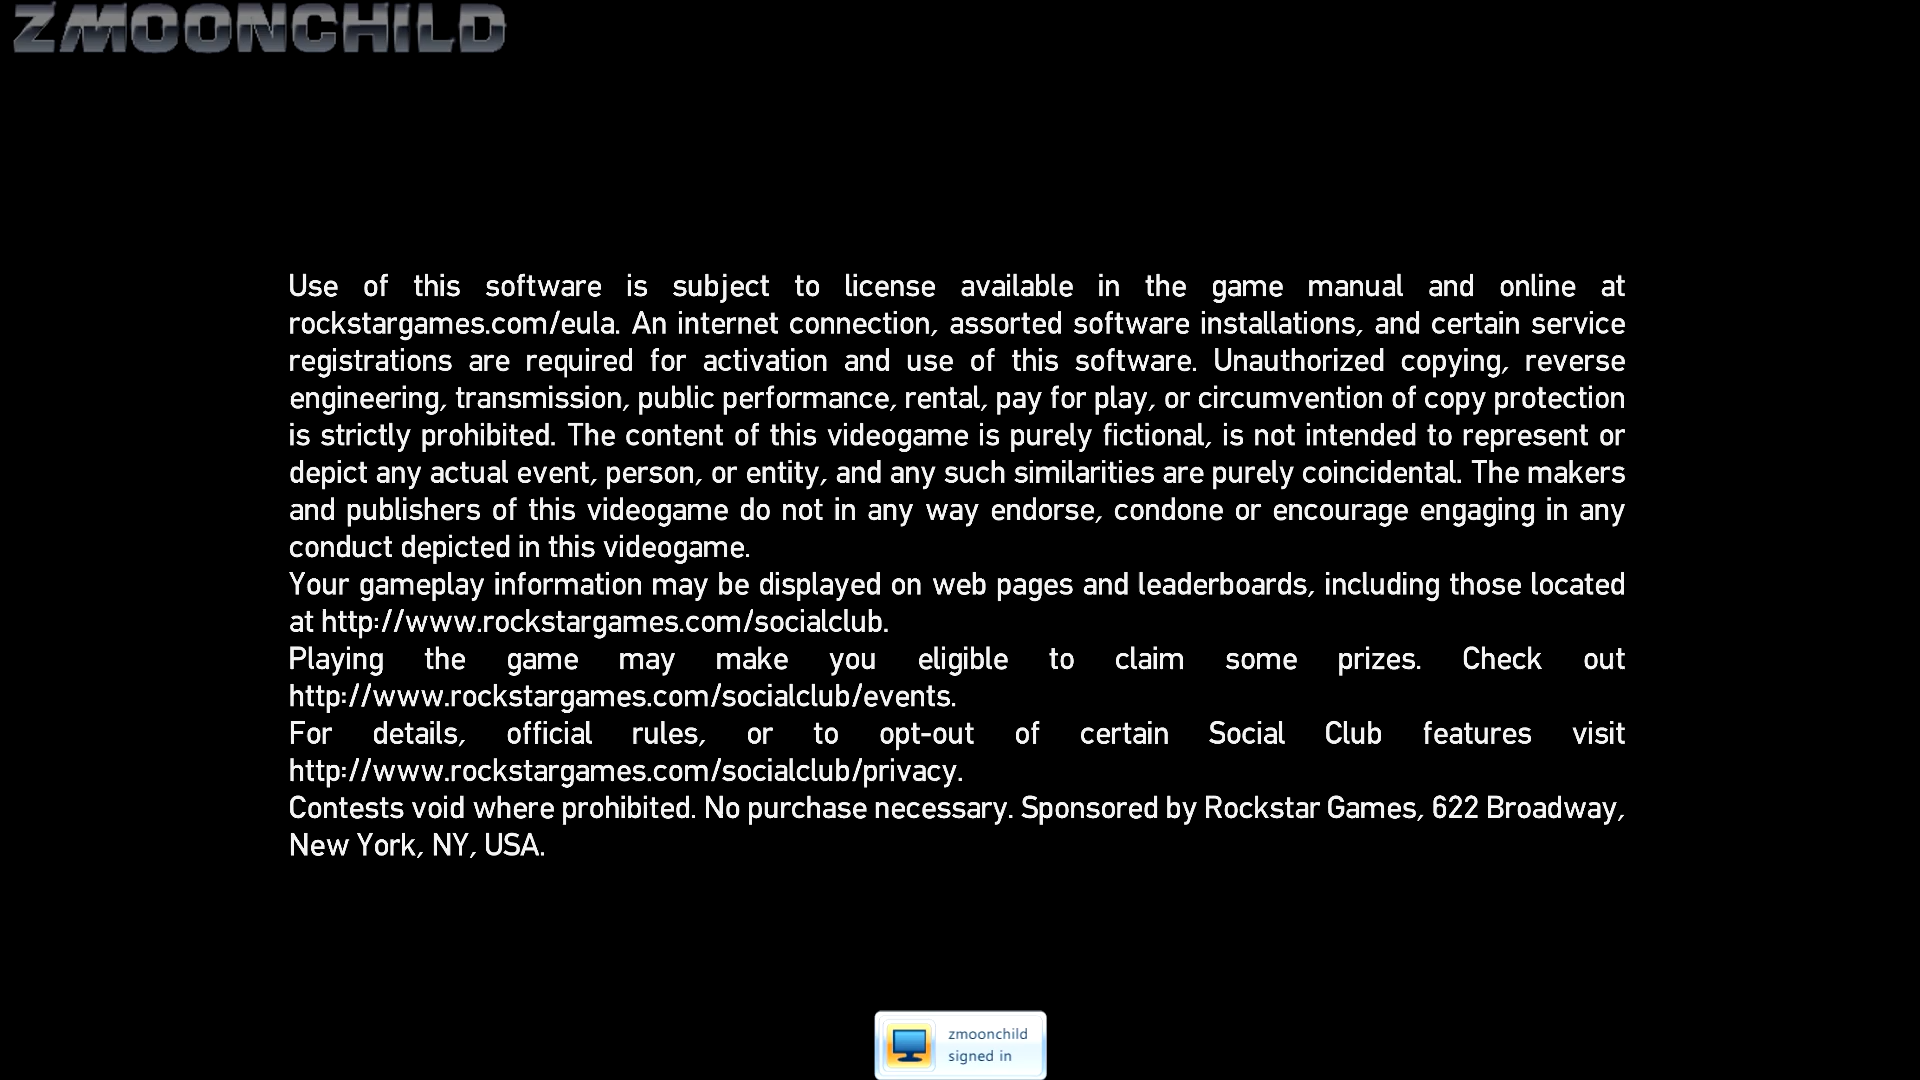 ZMOONCHILD
Use of this software is subject to license available in the game manual and online at
rockstargames.com/eula. An internet connection, assorted software installations, and certain service
registrations are required for activation and use of this software. Unauthorized copying, reverse
engineering, transmission, public performance, rental, pay for play, or circumvention of copy protection
is strictly prohibited. The content of this videogame is purely fictional, is not intended to represent or
depict any actual event, person, or entity, and any such similarities are purely coincidental. The makers
and publishers of this videogame do not in any way endorse, condone or encourage engaging in any
conduct depicted in this videogame.
Your gameplay information may be displayed on web pages and leaderboards, including those located
at http://www.rockstargames.com/socialclub.
Playing the game may make you eligible to claim some prizes. Check out
http://www.rockstargames.com/socialclub/events.
For details, official rules, or to opt-out of certain Social Club features visit
http://www.rockstargames.com/socialclub/privacy.
Contests void where prohibited. No purchase necessary. Sponsored by Rockstar Games, 622 Broadway,
New York, NY, USA.
zmoonchild
signed in